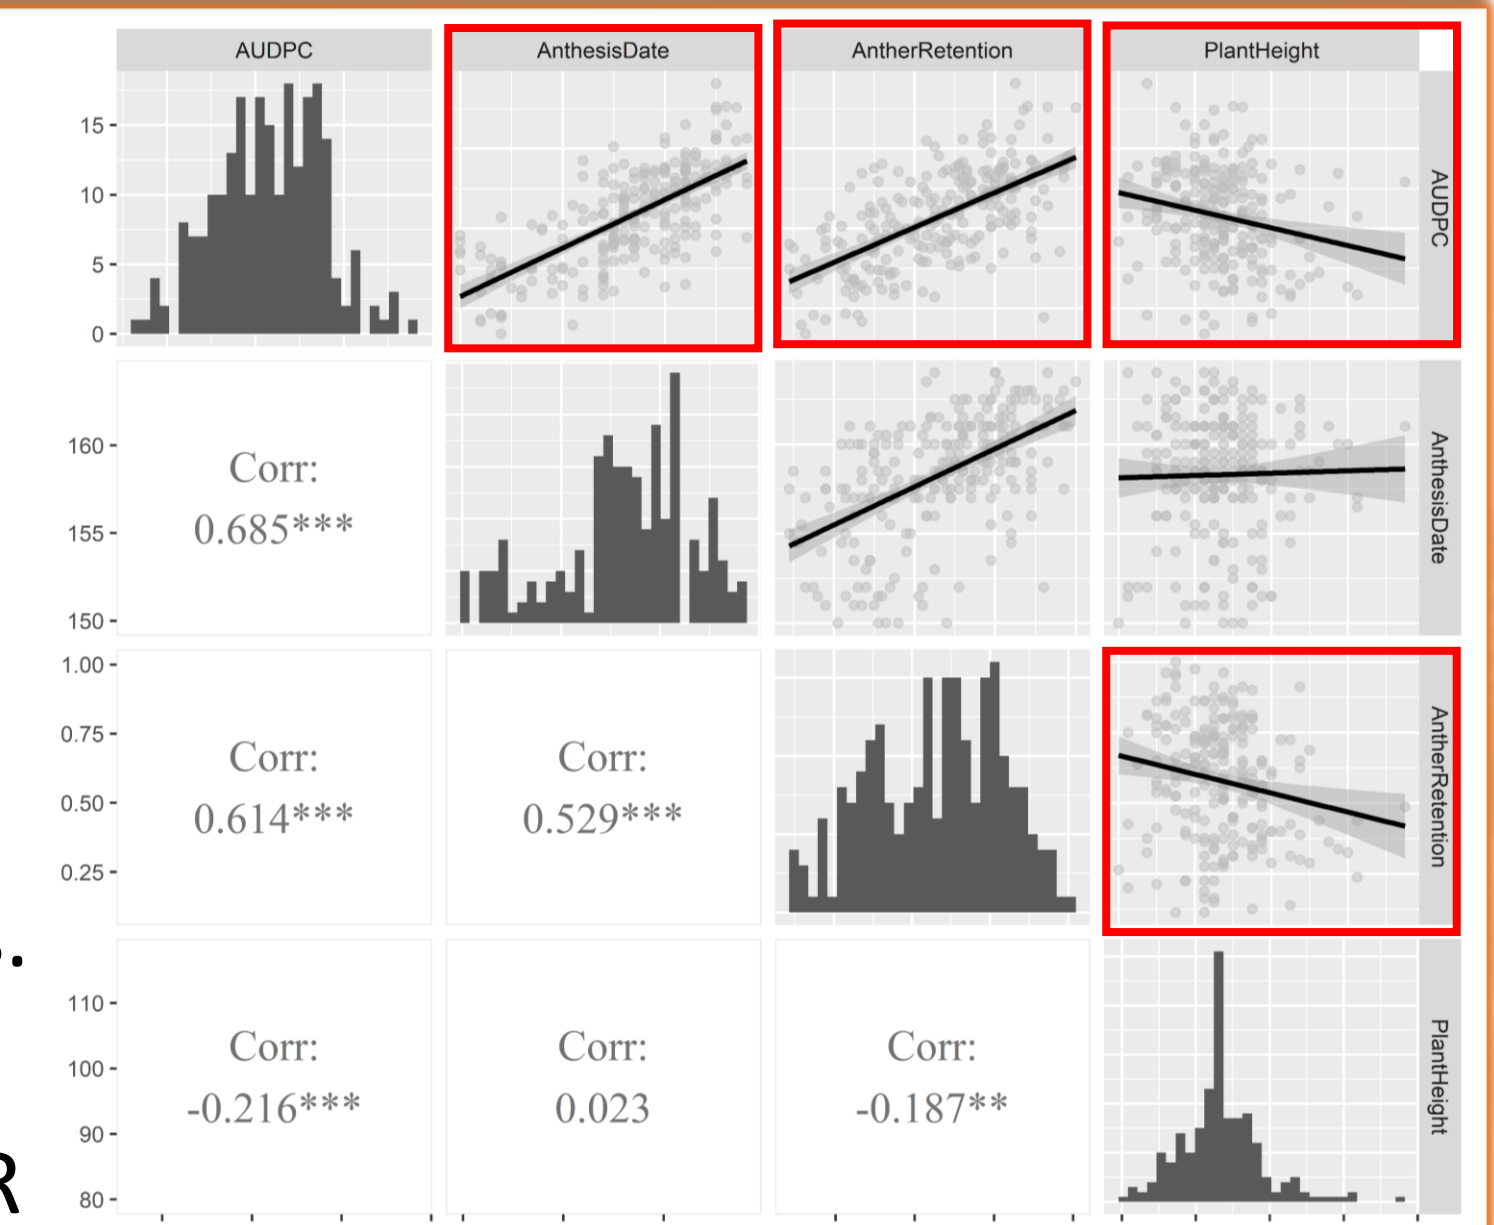 AUDPC
AnthesisDate
AntherRetention
PlantHeight
15
10
5
0
AUDPC
160
155
150
Corr:
0.685***
AnthesisDate
1.00
0.75
0.50
0.25
Corr:
0.614***
Corr:
0.529***
AntherRetention
.
110
100
90
80
Corr:
-0.216***
Corr:
0.023
Corr:
-0.187**
PlantHeight
R